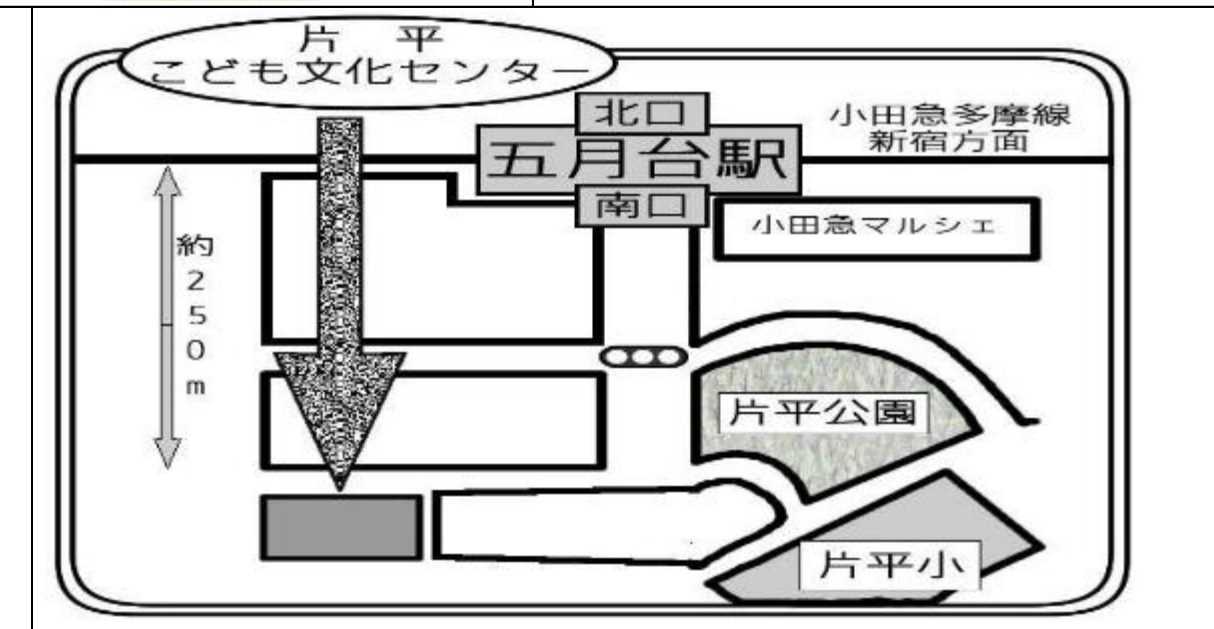 片平
こども文化センター
北口
五月台駅
南口
小田急多摩線
新宿方面
小田急マルシェ
約250m
片平公園
片平小